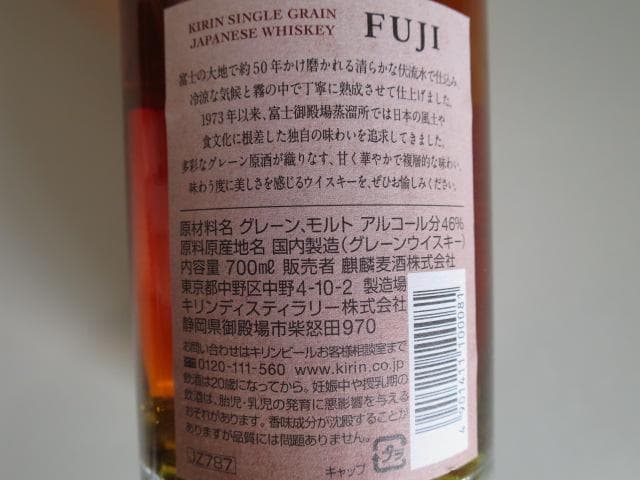 KIRIN SINGLE GRAIN
JAPANESE WHISKEY
FUJI
富士の大地で約50年かけ磨かれる清らかな伏流水で仕込み、
冷涼な気候と霧の中で丁寧に熟成させて仕上げました。
1973年以来、富士御殿場蒸溜所では日本の風土や
食文化に根差した独自の味わいを追求してきました。
多彩なグレーン原酒が織りなす、甘く華やかで複層的な味わい。
味わう度に美しさを感じるウイスキーを、ぜひお愉しみください。
原材料名 グレーン、モルト アルコール分46%
原料原産地名 国内製造(グレーンウイスキー)
内容量 700mℓ 販売者 麒麟麦酒株式会社
東京都中野区中野4-10-2 製造場
キリンディスティラリー株式会社
静岡県御殿場市柴怒田970
お問い合わせはキリンビールお客様相談室まで
0120-111-560 www.kirin.co.jp
飲酒は20歳になってから。妊娠中や授乳期の
飲酒は、胎児・乳児の発育に悪影響を与える
おそれがあります。香味成分が沈殿することが
ありますが品質には問題ありません。
JZ787
キャップ
プラ
4 901411 100081